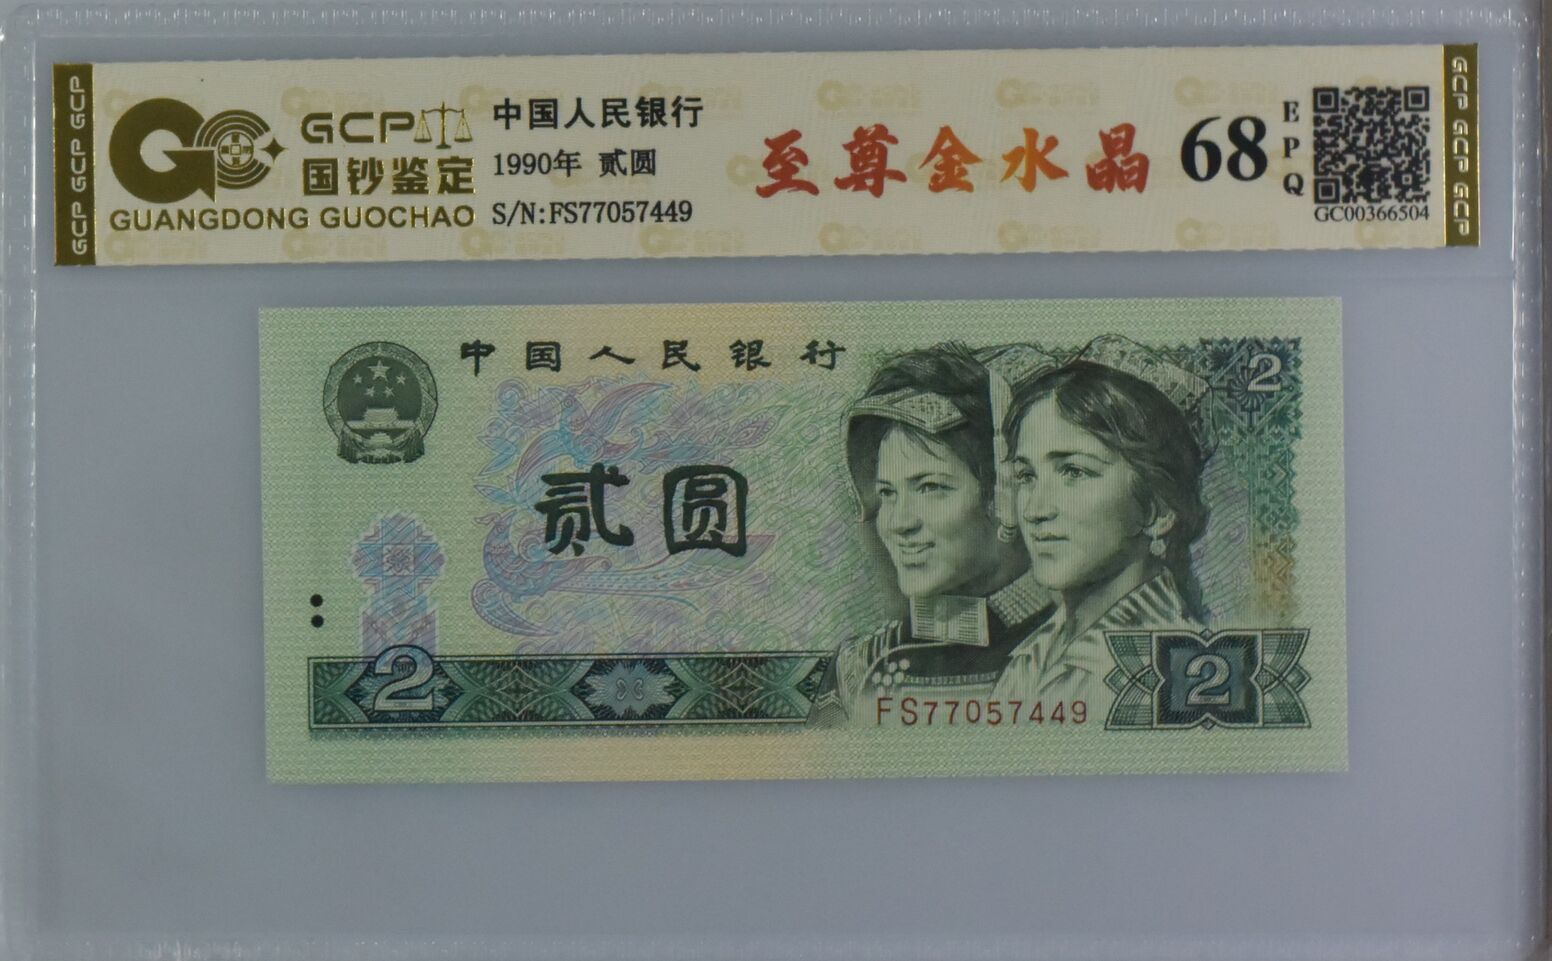 GCP GCP GCP
GCP
国钞鉴定
GUANGDONG GUOCHAO
中国人民银行
1990年 贰圆
S/N:FS77057449
至尊金水晶
68
EPQ
GC00366504
GCP GCP GCP
中国人民银行
2
贰圆
2
FS77057449
2